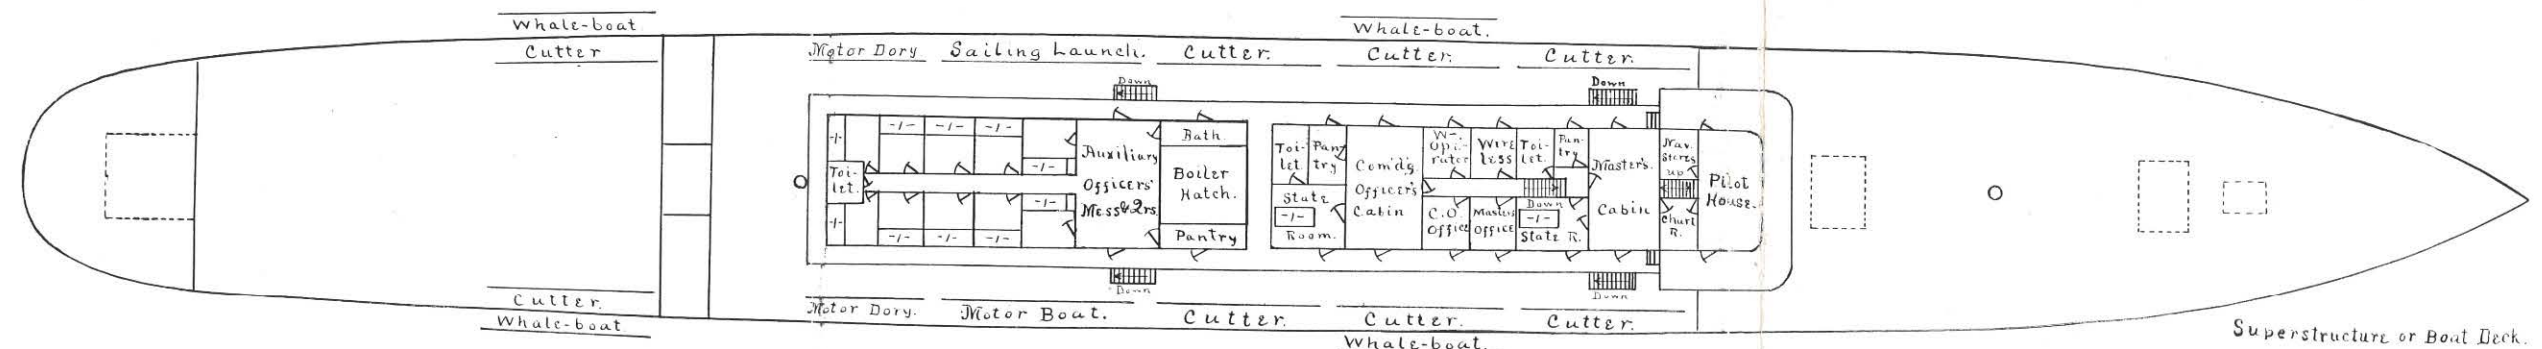 Whale-boat
Cutter
Motor Dory
Sailing Launch.
Cutter.
Whale-boat.
Cutter.
Cutter.
Down
Down
-/-
-/-
-/-
-/-
Toi-
let.
-/-
-/-
-/-
-/-
-/-
-/-
Auxiliary
Officers'
Mess & Qrs.
Bath
Boiler
Hatch.
Pantry
Toi-
let
Pan
try
State
-/-
Room.
Com'd'g
Officer's
Cabin
W-.
Ope-
rator
Wire
less
Toi-
let.
Pan-
try
C.O.
Office
Masters
Office
Down
-/-
State R.
Master's
Cabin
Nav.
Stores
up
Chart
R.
Pilot
House.
Down
Down
Cutter.
Whale-boat
Motor Dory.
Motor Boat.
Cutter.
Cutter.
Whale-boat.
Cutter.
Superstructure or Boat Deck.